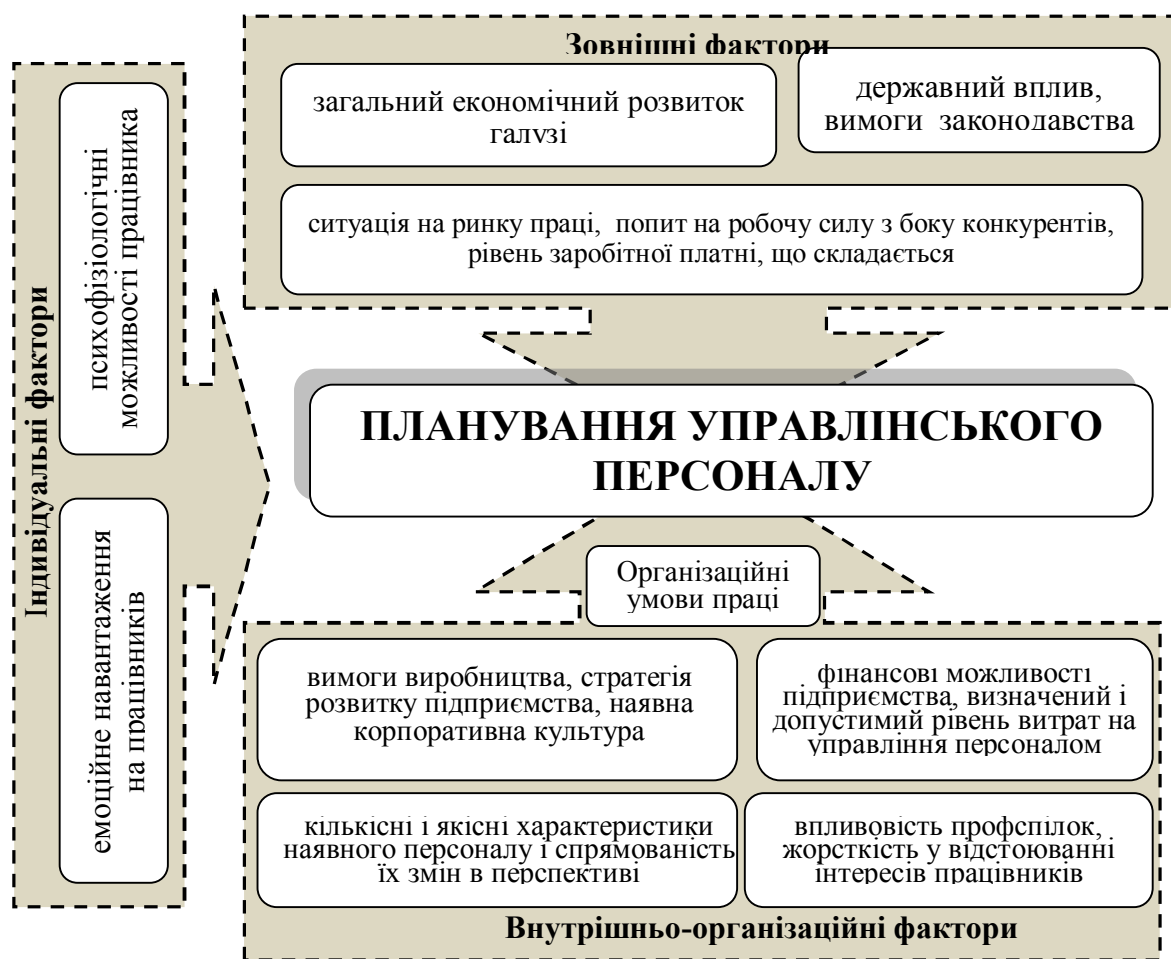 Зовнішні фактори
загальний економічний розвиток
галузі
державний вплив,
вимоги законодавства
ситуація на ринку праці, попит на робочу силу з боку конкурентів,
рівень заробітної платні, що складається
Індивідуальні фактори
психофізіологічні
можливості працівника
емоційне навантаження
на працівників
ПЛАНУВАННЯ УПРАВЛІНСЬКОГО
ПЕРСОНАЛУ
Організаційні
умови праці
вимоги виробництва, стратегія
розвитку підприємства, наявна
корпоративна культура
фінансові можливості
підприємства, визначений і
допустимий рівень витрат на
управління персоналом
кількісні і якісні характеристики
наявного персоналу і спрямованість
їх змін в перспективі
впливовість профспілок,
жорсткість у відстоюванні
інтересів працівників
Внутрішньо-організаційні фактори